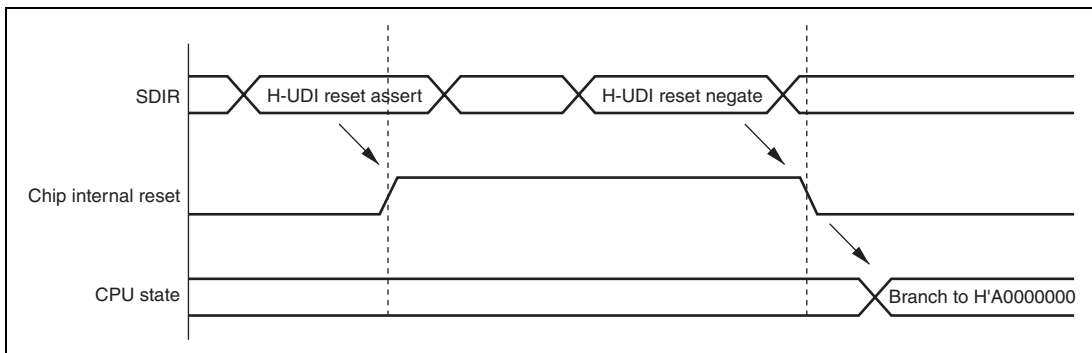 SDIR
H-UDI reset assert
H-UDI reset negate
Chip internal reset
CPU state
Branch to H'A0000000